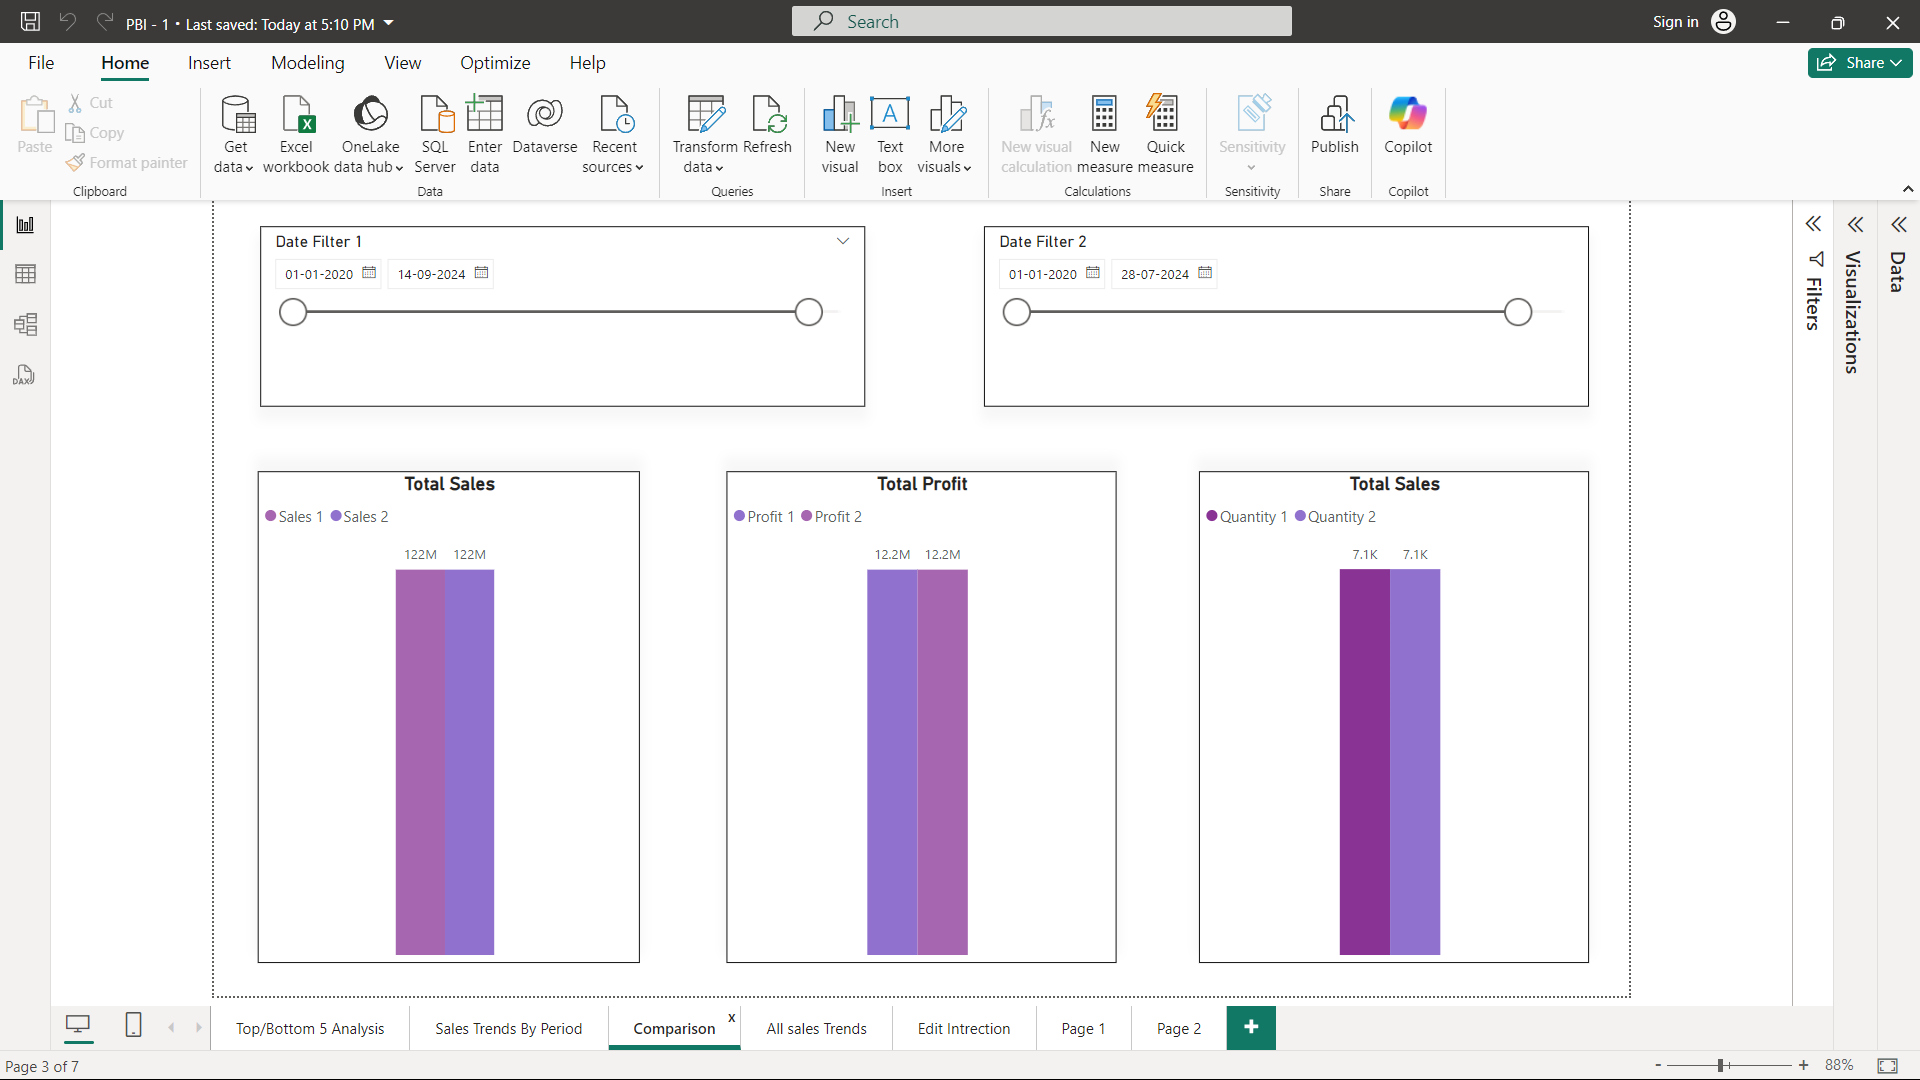 PBI - 1 • Last saved: Today at 5:10 PM
Search
Sign in
File Home Insert Modeling View Optimize Help
Share
Paste
Cut
Copy
Format painter
Clipboard
Get data
Excel workbook
OneLake data hub
SQL Server
Enter data
Dataverse
Recent sources
Data
Transform data
Refresh
Queries
New visual
A
Text box
More visuals
Insert
fx
New visual calculation
New measure
Quick measure
Calculations
Sensitivity
Sensitivity
Publish
Share
Copilot
Copilot
DAX
Date Filter 1
01-01-2020 14-09-2024
Date Filter 2
01-01-2020 28-07-2024
Filters
Visualizations
Data
Total Sales
Sales 1 Sales 2
122M 122M
Total Profit
Profit 1 Profit 2
12.2M 12.2M
Total Sales
Quantity 1 Quantity 2
7.1K 7.1K
Top/Bottom 5 Analysis
Sales Trends By Period
Comparison x
All sales Trends
Edit Intrection
Page 1
Page 2
+
Page 3 of 7
- + 88%